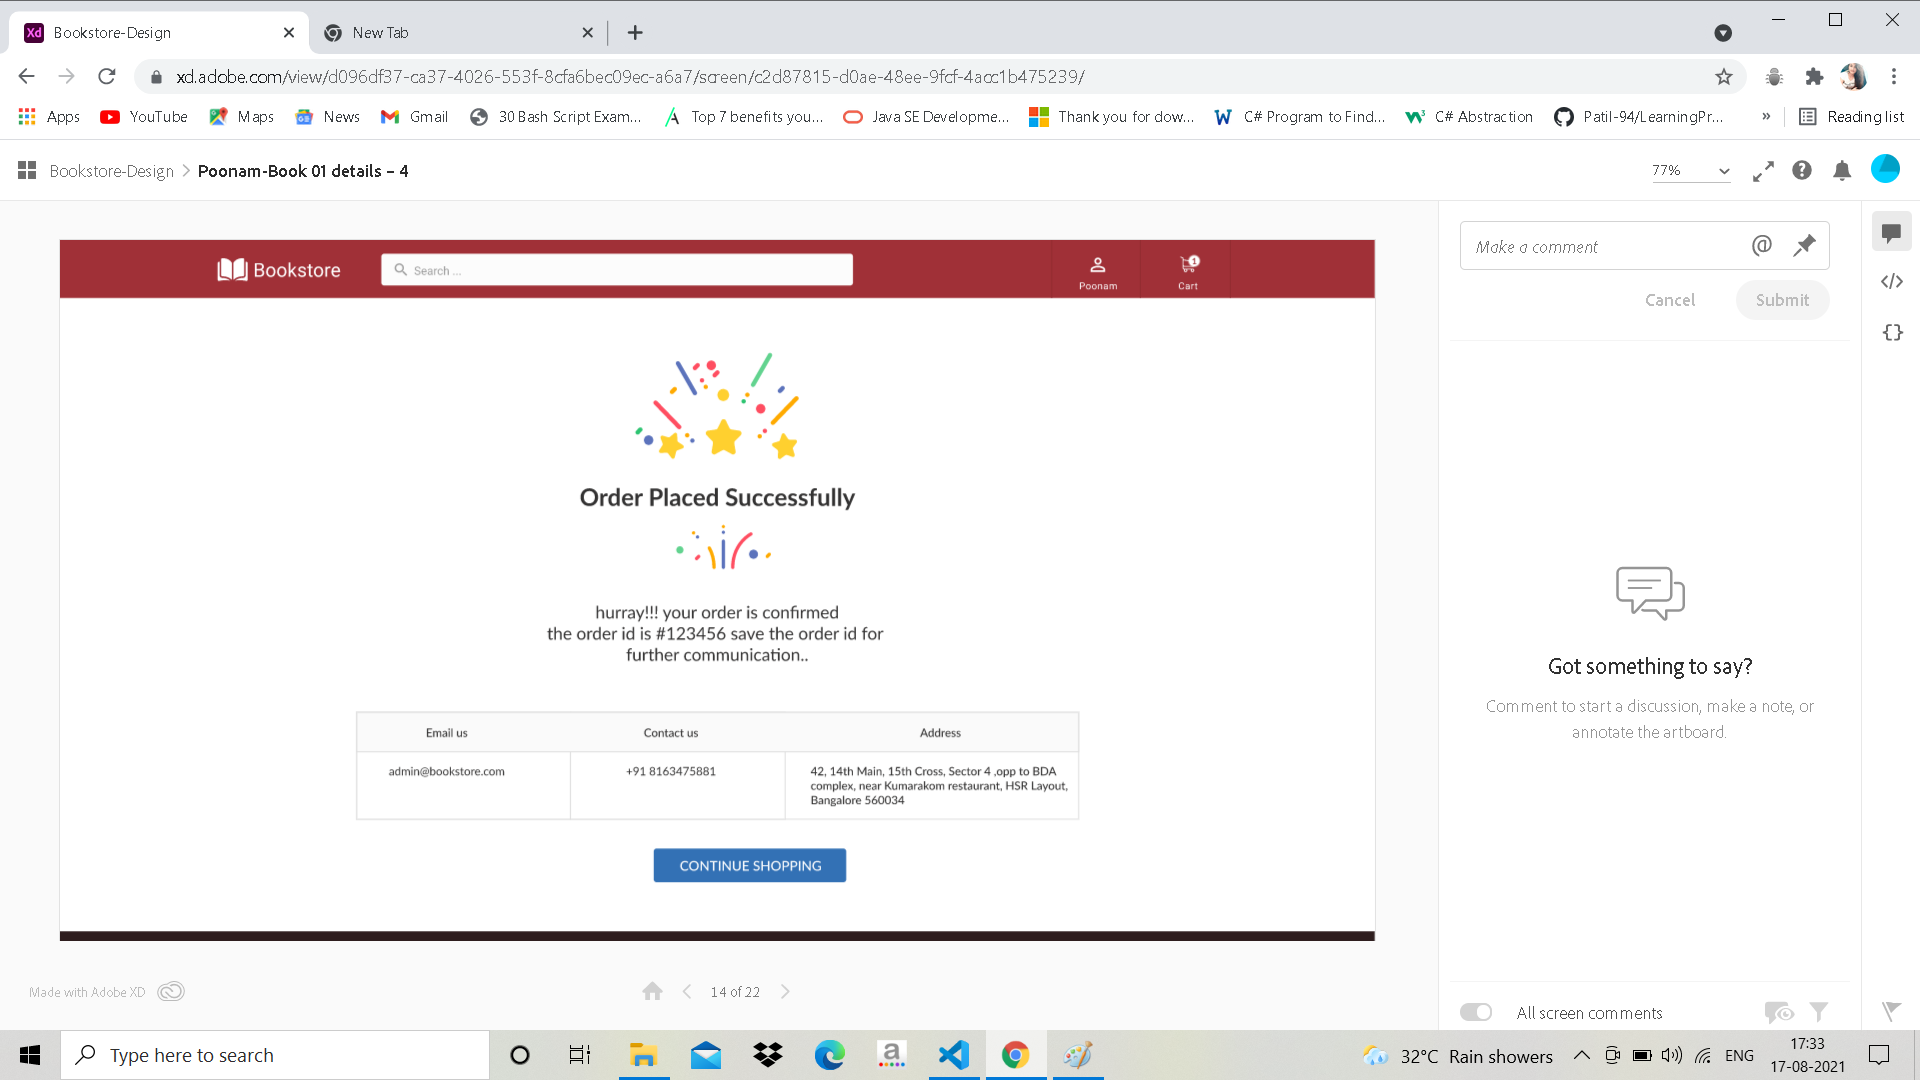 Xd Bookstore-Design
New Tab
xd.adobe.com/view/d096df37-ca37-4026-553f-8cfa6bec09ec-a6a7/screen/c2d87815-d0ae-48ee-9fcf-4acc1b475239/
Apps YouTube Maps News Gmail 30 Bash Script Exam... Top 7 benefits you... Java SE Developme... Thank you for dow... C# Program to Find... C# Abstraction Patil-94/LearningPr... » Reading list
Bookstore-Design > Poonam-Book 01 details – 4
77%
Bookstore
Search ...
Poonam
1
Cart
Make a comment @
Cancel Submit
Order Placed Successfully
hurray!!! your order is confirmed
the order id is #123456 save the order id for
further communication..
Email us Contact us Address
admin@bookstore.com
+91 8163475881
42, 14th Main, 15th Cross, Sector 4 ,opp to BDA
complex, near Kumarakom restaurant, HSR Layout,
Bangalore 560034
CONTINUE SHOPPING
Got something to say?
Comment to start a discussion, make a note, or
annotate the artboard.
Made with Adobe XD
14 of 22
All screen comments
Type here to search
32°C Rain showers
ENG
17:33
17-08-2021